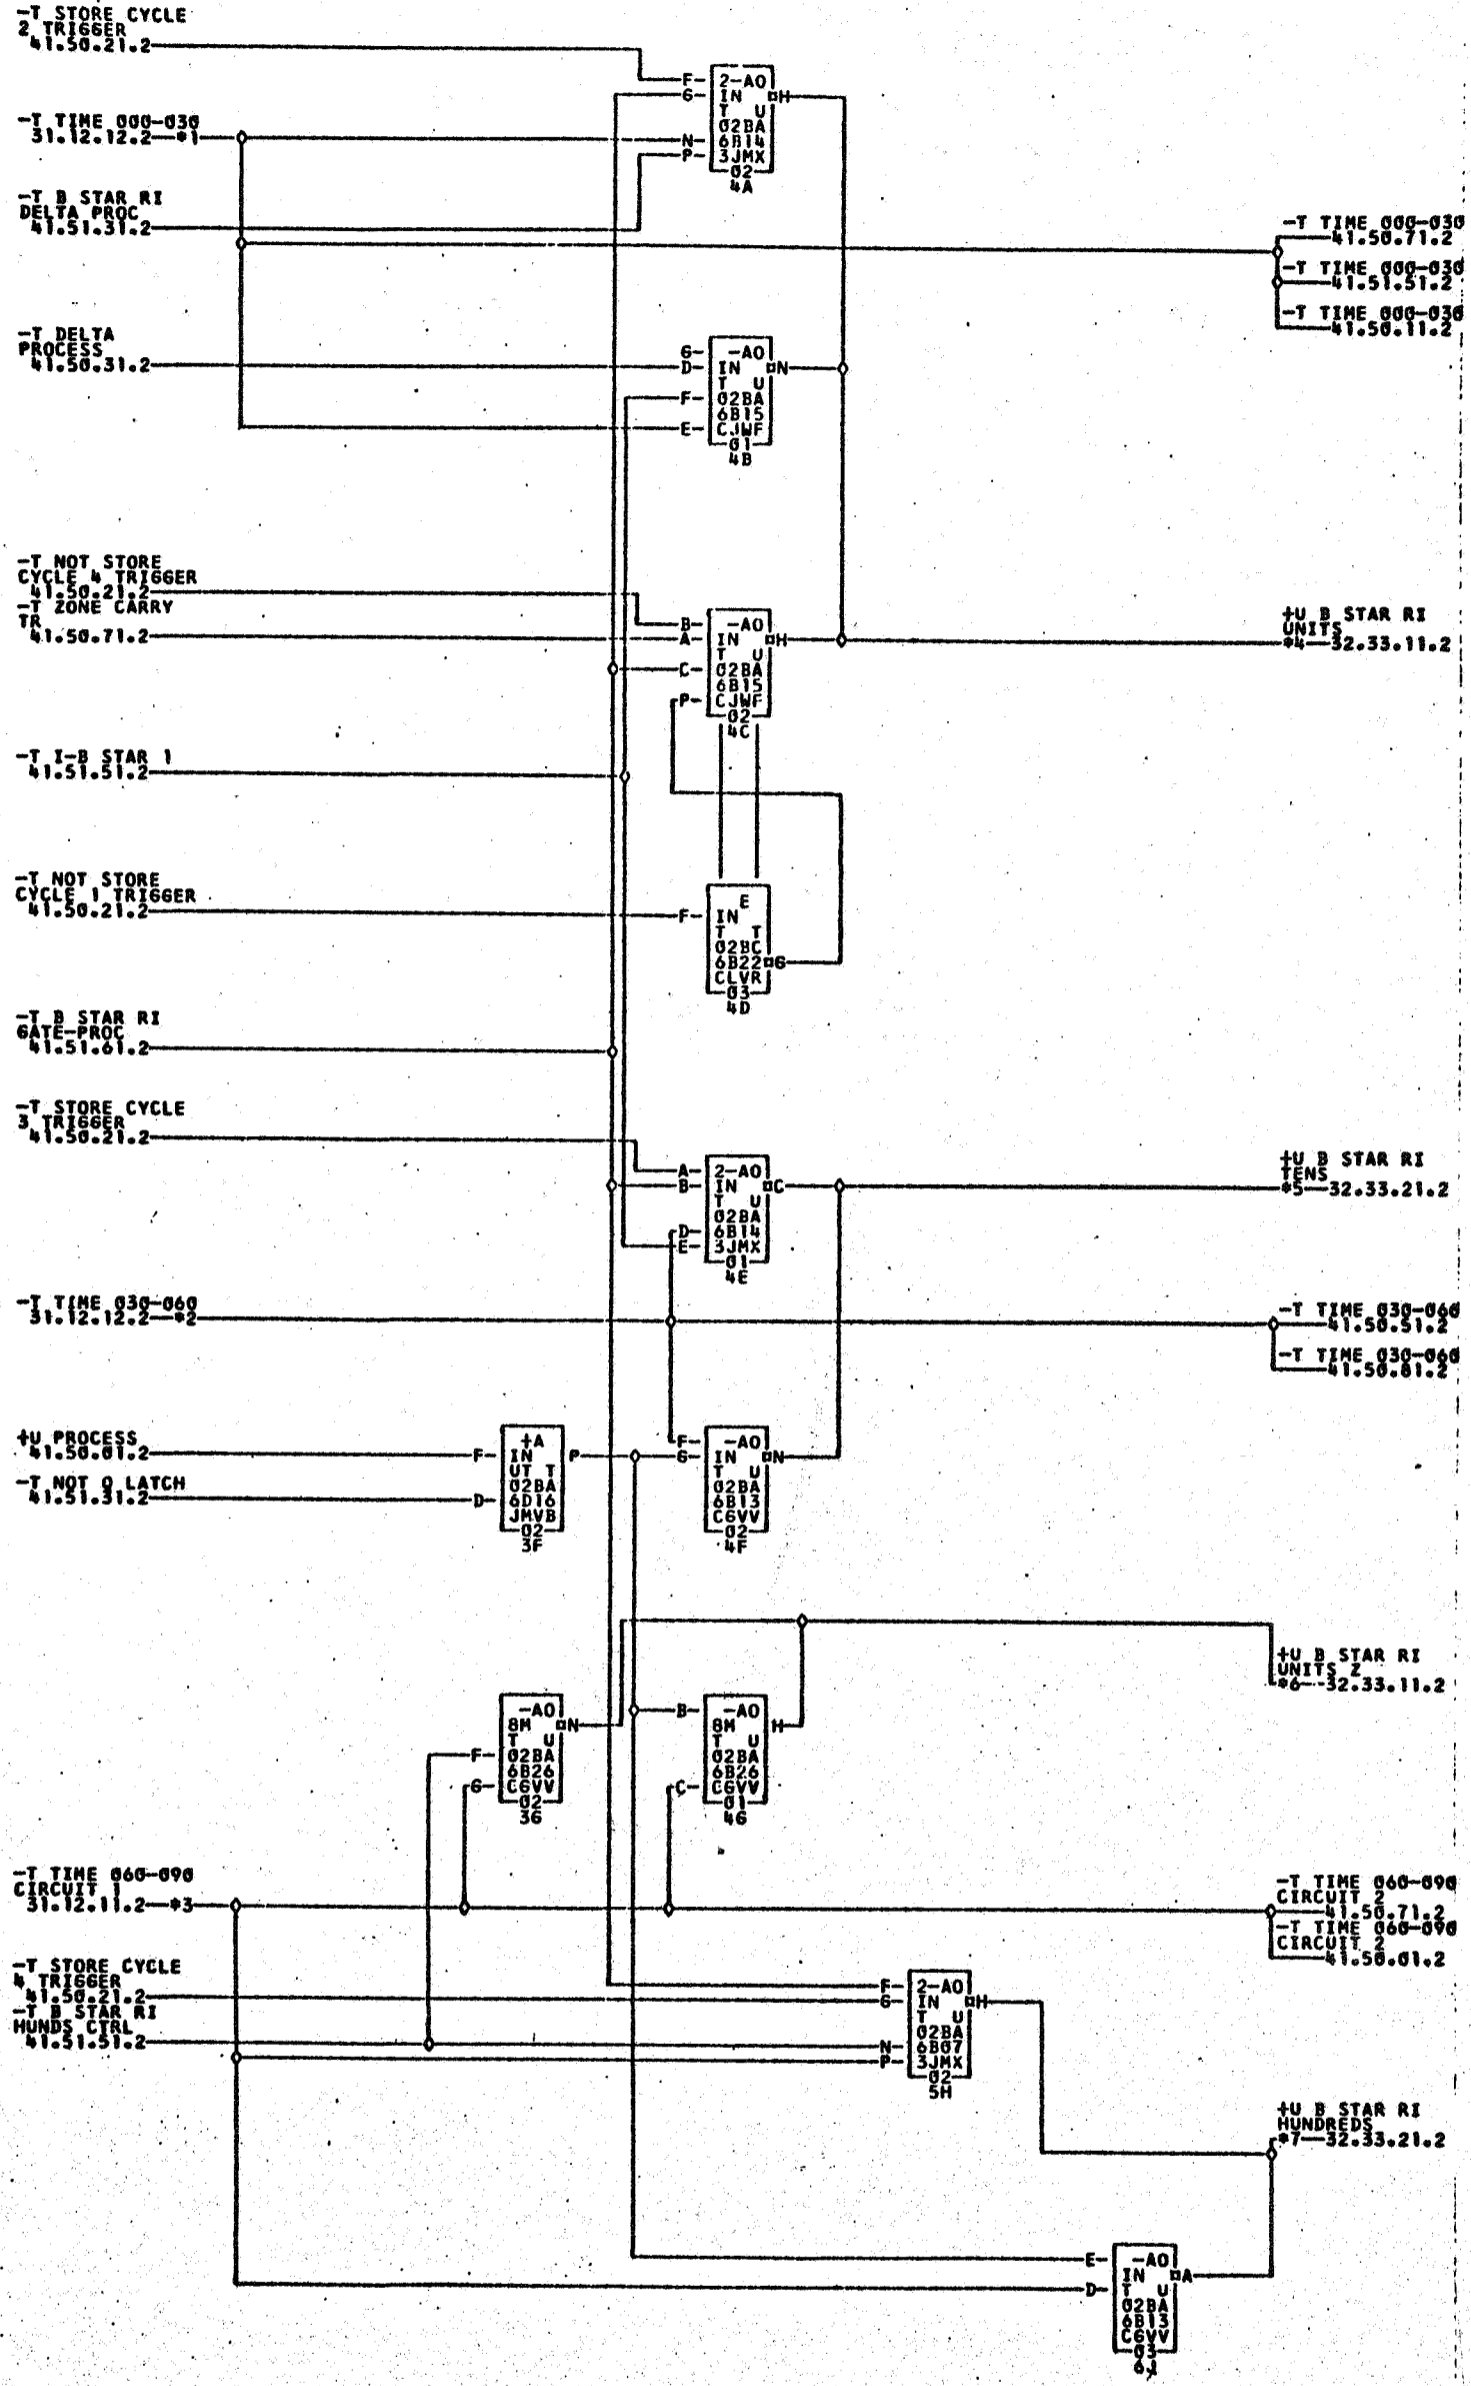 -T STORE CYCLE
2 TRIGGER
41.50.21.2
-T TIME 000-030
31.12.12.2 *1
-T B STAR RI
DELTA PROC
41.51.31.2
F
G
N
P
2-AO
IN H
T U
02BA
6B14
3JMX
02
4A
-T TIME 000-030
41.50.71.2
-T TIME 000-030
41.51.51.2
-T TIME 000-030
41.50.11.2
-T DELTA
PROCESS
41.50.31.2
G
D
F
E
-AO
IN N
T U
02BA
6B15
CJWF
01
4B
-T NOT STORE
CYCLE 4 TRIGGER
41.50.21.2
-T ZONE CARRY
TR
41.50.71.2
B
A
C
P
-AO
IN H
T U
02BA
6B15
CJWF
02
4C
+U B STAR RI
UNITS
*4 32.33.11.2
-T I-B STAR 1
41.51.51.2
-T NOT STORE
CYCLE 1 TRIGGER
41.50.21.2
F
E
IN
T T
02BC
6B22 G
CLVR
03
4D
-T B STAR RI
GATE-PROC
41.51.61.2
-T STORE CYCLE
3 TRIGGER
41.50.21.2
A
B
D
E
2-AO
IN C
T U
02BA
6B14
3JMX
01
4E
+U B STAR RI
TENS
*5 32.33.21.2
-T TIME 030-060
31.12.12.2 *2
-T TIME 030-060
41.50.51.2
-T TIME 030-060
41.50.81.2
+U PROCESS
41.50.01.2
-T NOT Q LATCH
41.51.31.2
F
D
+A
IN P
UT T
02BA
6D16
JMVB
02
3F
F
G
-AO
IN N
T U
02BA
6B13
CGVV
02
4F
+U B STAR RI
UNITS Z
*6 32.33.11.2
F
G
-AO
8M N
T U
02BA
6B26
CGVV
02
3G
B
C
-AO
8M H
T U
02BA
6B26
CGVV
01
4G
-T TIME 060-090
CIRCUIT 1
31.12.11.2 *3
-T TIME 060-090
CIRCUIT 2
41.50.71.2
-T TIME 060-090
CIRCUIT 2
41.50.01.2
-T STORE CYCLE
4 TRIGGER
41.50.21.2
-T B STAR RI
HUNDS CTRL
41.51.51.2
F
G
N
P
2-AO
IN H
T U
02BA
6B07
3JMX
02
5H
+U B STAR RI
HUNDREDS
*7 32.33.21.2
E
D
-AO
IN A
T U
02BA
6B13
CGVV
03